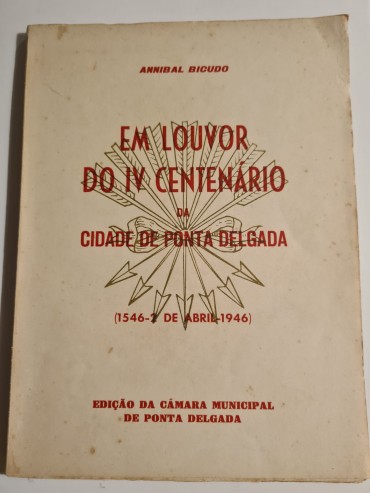 ANNIBAL BICUDO
EM LOUVOR
DO IV CENTENÁRIO
DA
CIDADE DE PONTA DELGADA
(1546-2 DE ABRIL-1946)
EDIÇÃO DA CÂMARA MUNICIPAL
DE PONTA DELGADA